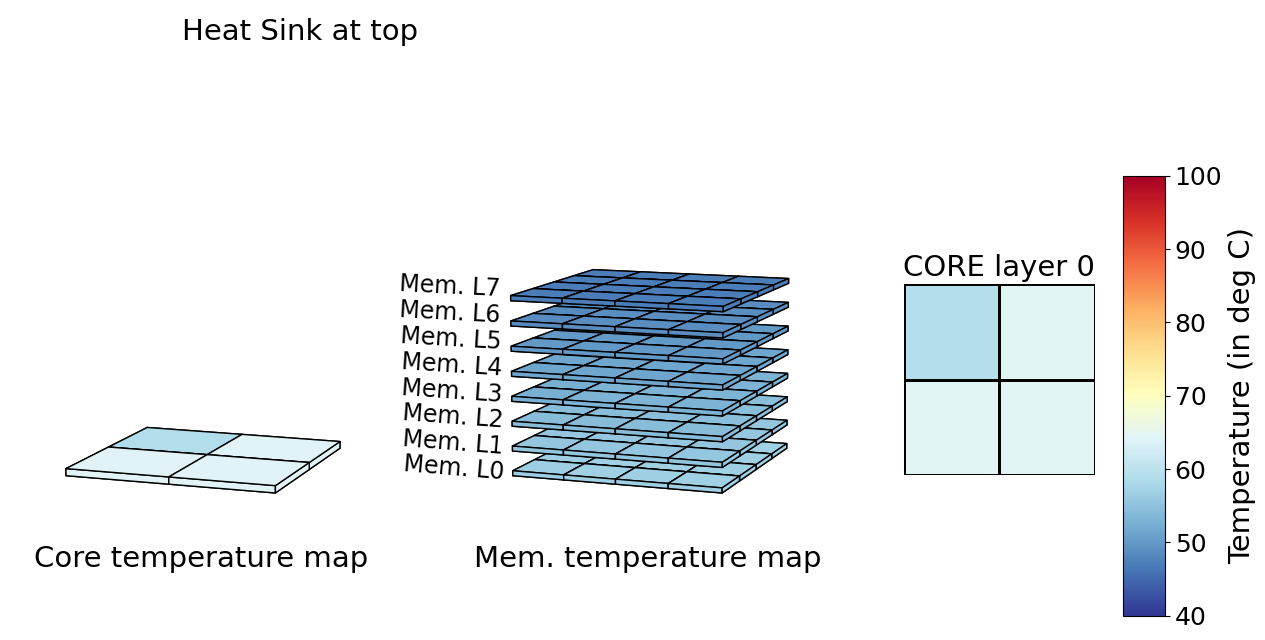 Heat Sink at top
Mem. L7
Mem. L6
Mem. L5
Mem. L4
Mem. L3
Mem. L2
Mem. L1
Mem. L0
Core temperature map
Mem. temperature map
CORE layer 0
100
90
80
70
60
50
40
Temperature (in deg C)